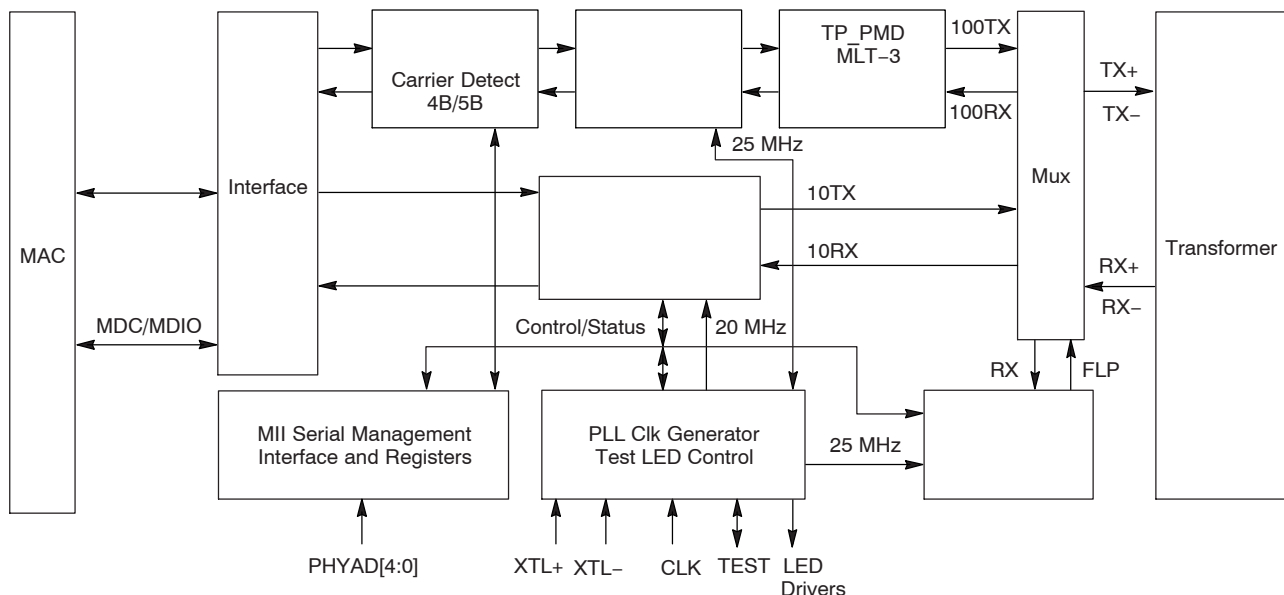 TP_PMD
MLT−3
100TX
Carrier Detect
4B/5B
100RX
TX+
TX−
25 MHz
Mux
Interface
10TX
MAC
10RX
Transformer
RX+
RX−
MDC/MDIO
Control/Status
20 MHz
RX
FLP
MII Serial Management
Interface and Registers
PLL Clk Generator
Test LED Control
25 MHz
PHYAD[4:0]
XTL+
XTL−
CLK
TEST
LED
Drivers